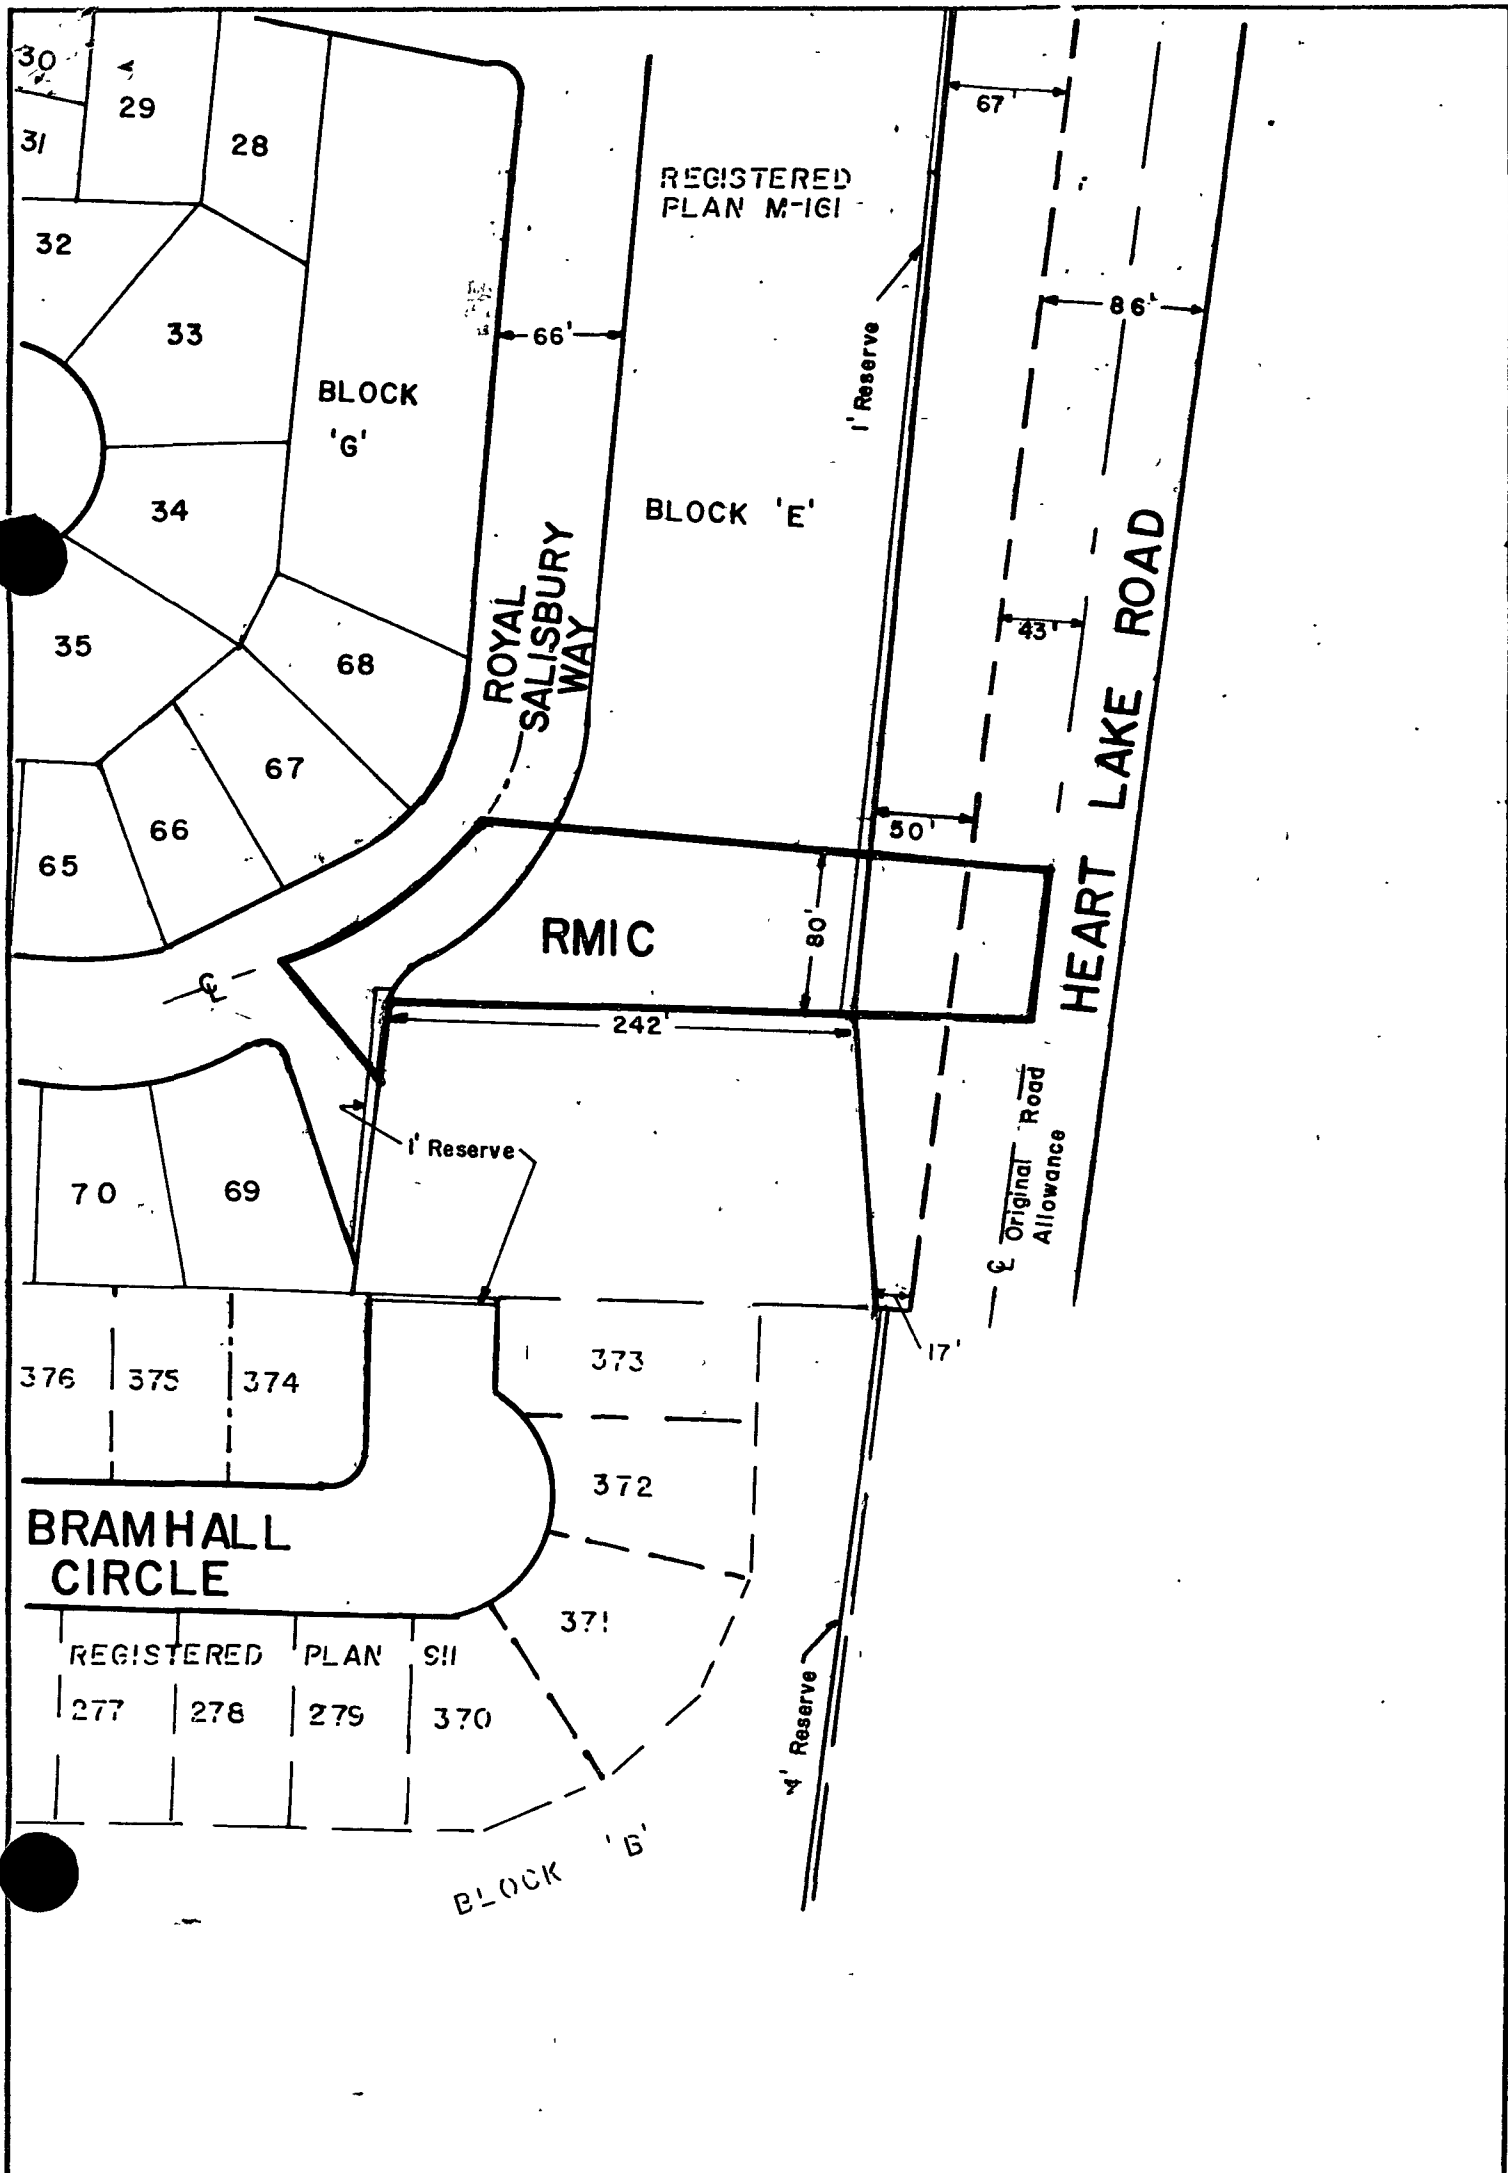 30
29
28
31
67'
REGISTERED
PLAN M-161
32
86'
33
66'
1' Reserve
BLOCK
'G'
34
BLOCK 'E'
ROYAL
SALISBURY
WAY
HEART LAKE ROAD
43'
35
68
67
66
50'
65
RM1C
80'
℄
242'
℄ Original Road
Allowance
1' Reserve
70
69
17'
376
375
374
373
372
BRAMHALL
CIRCLE
371
REGISTERED PLAN 911
277
278
279
370
4' Reserve
BLOCK 'B'